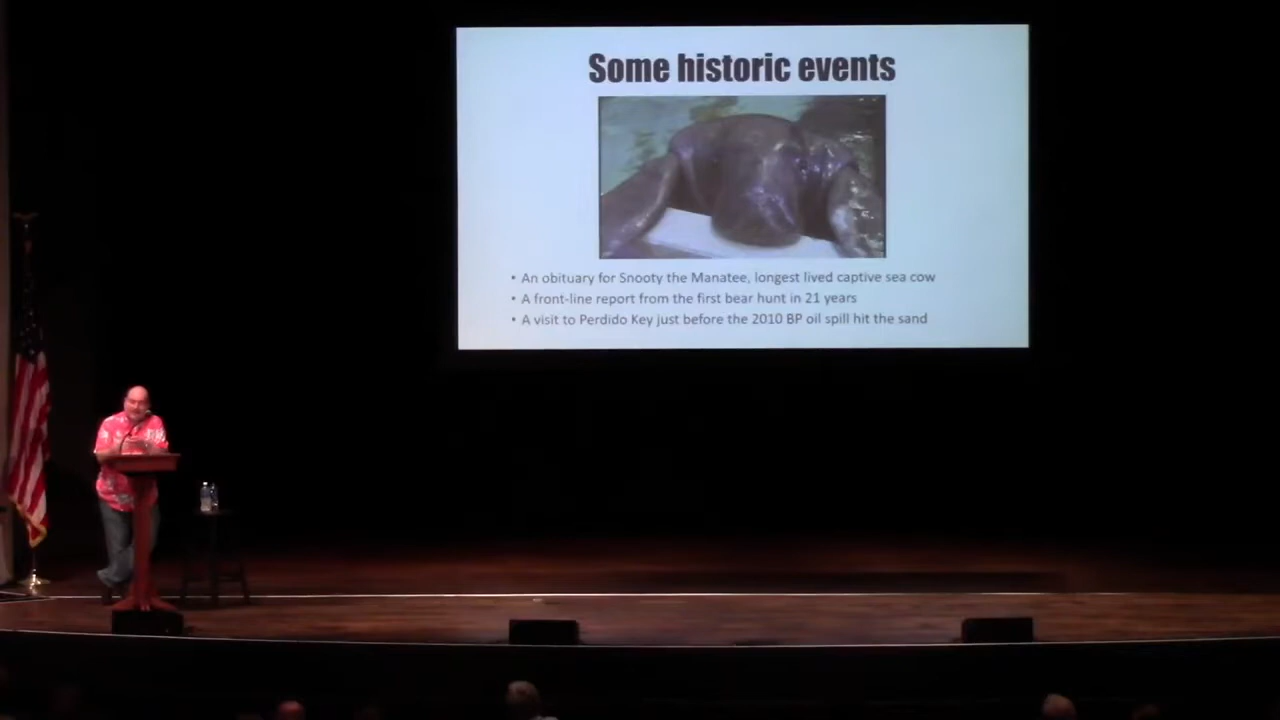 Some historic events
• An obituary for Snooty the Manatee, longest lived captive sea cow
• A front-line report from the first bear hunt in 21 years
• A visit to Perdido Key just before the 2010 BP oil spill hit the sand